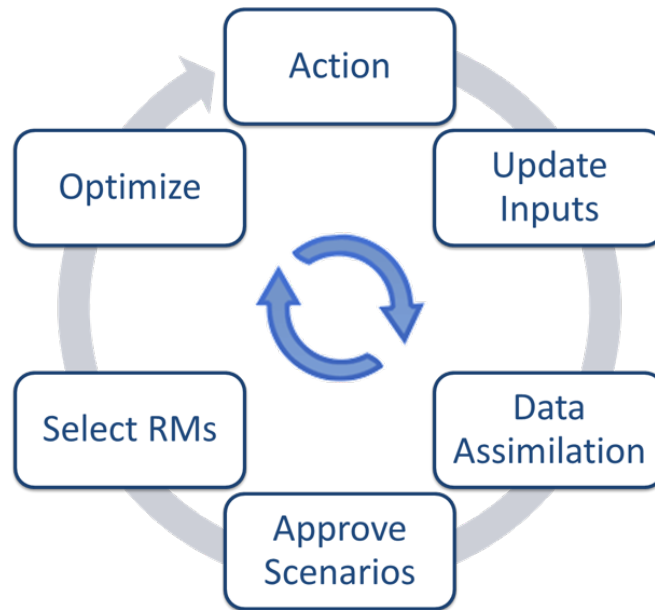 Action
Update
Inputs
Data
Assimilation
Approve
Scenarios
Select RMs
Optimize